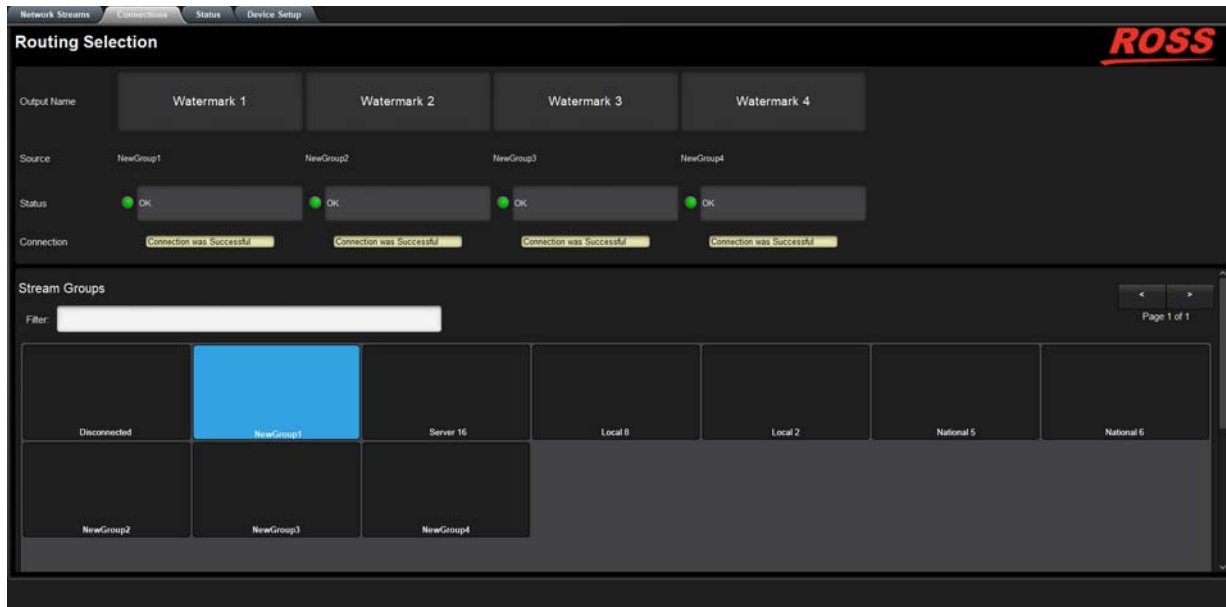 Network Streams Connections Status Device Setup
Routing Selection
ROSS
Output Name Watermark 1 Watermark 2 Watermark 3 Watermark 4
Source NewGroup1 NewGroup2 NewGroup3 NewGroup4
Status OK OK OK OK
Connection Connection was Successful Connection was Successful Connection was Successful Connection was Successful
Stream Groups
< >
Filter:
Page 1 of 1
Disconnected NewGroup1 Server 16 Local 8 Local 2 National 5 National 6
NewGroup2 NewGroup3 NewGroup4